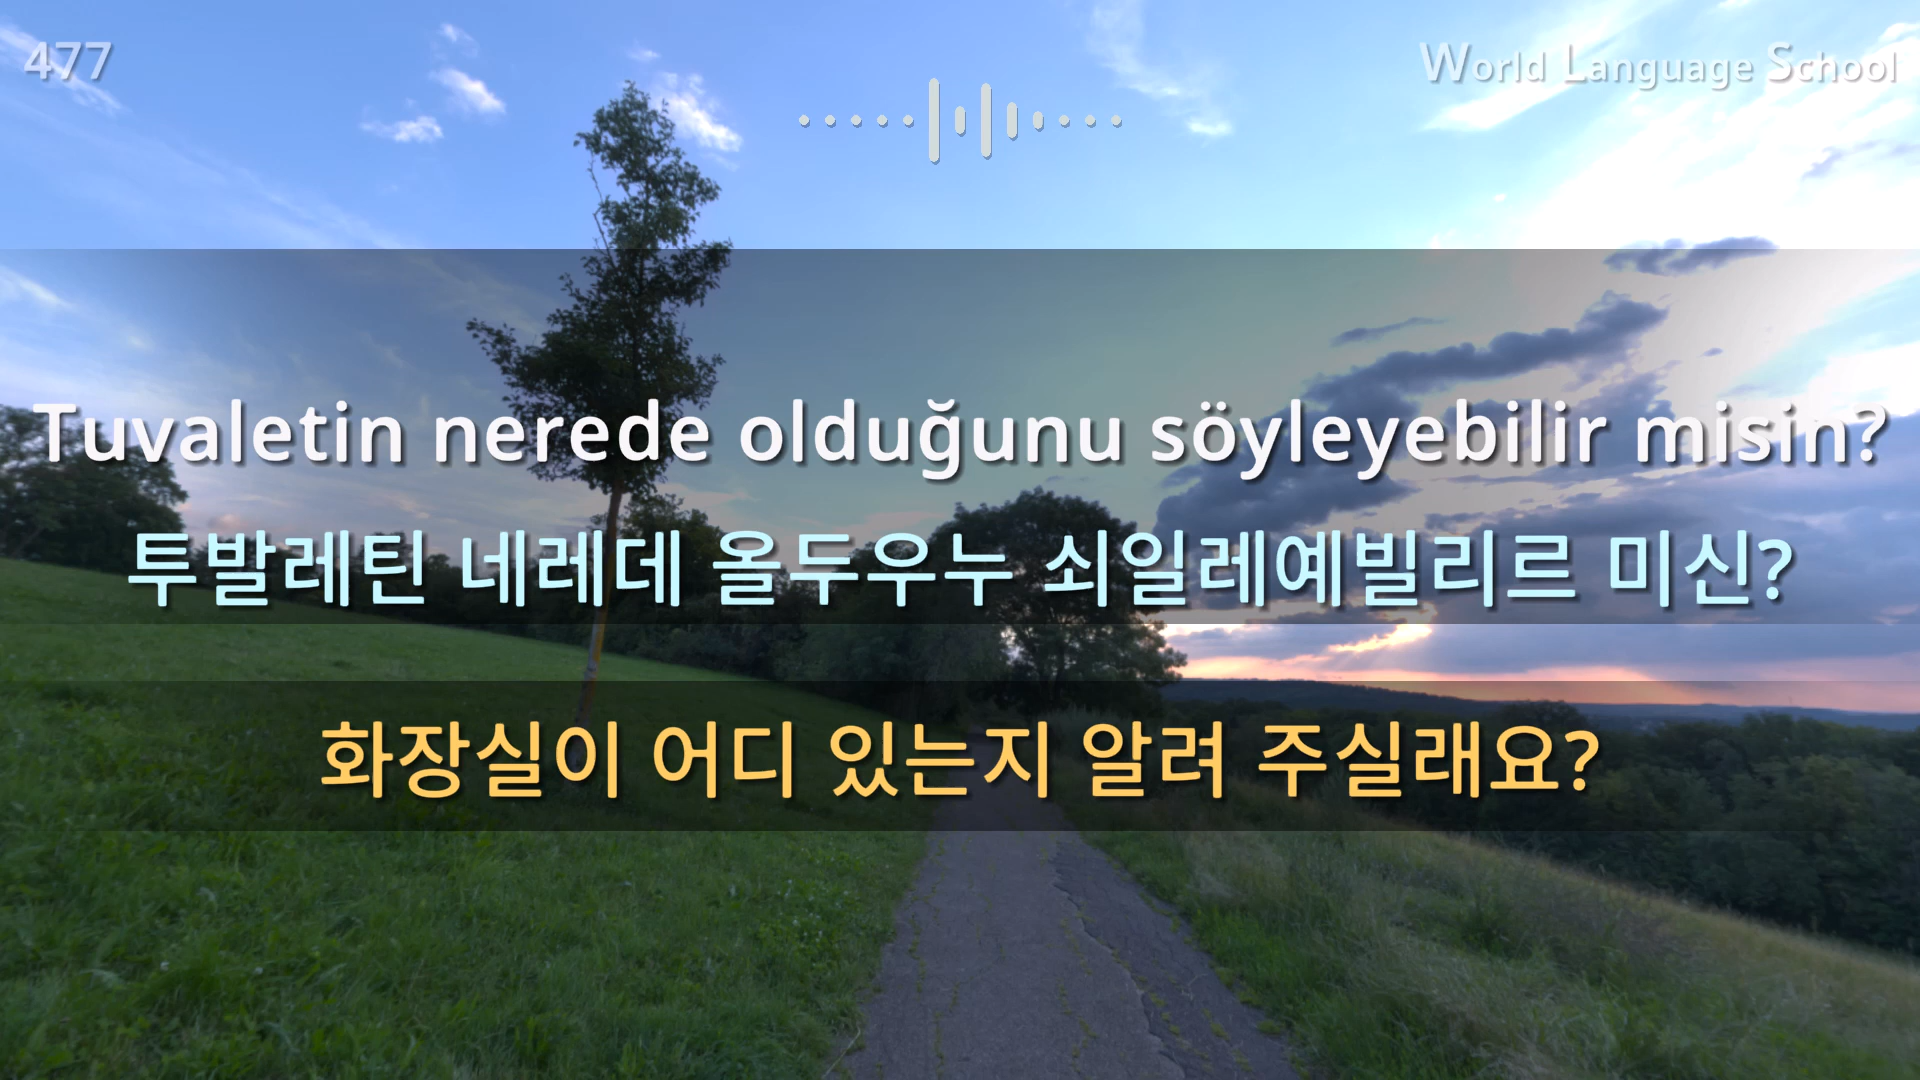 477
World Language School
Tuvaletin nerede olduğunu söyleyebilir misin?
투발레틴 네레데 올두우누 쇠일레예빌리르 미신?
화장실이 어디 있는지 알려 주실래요?